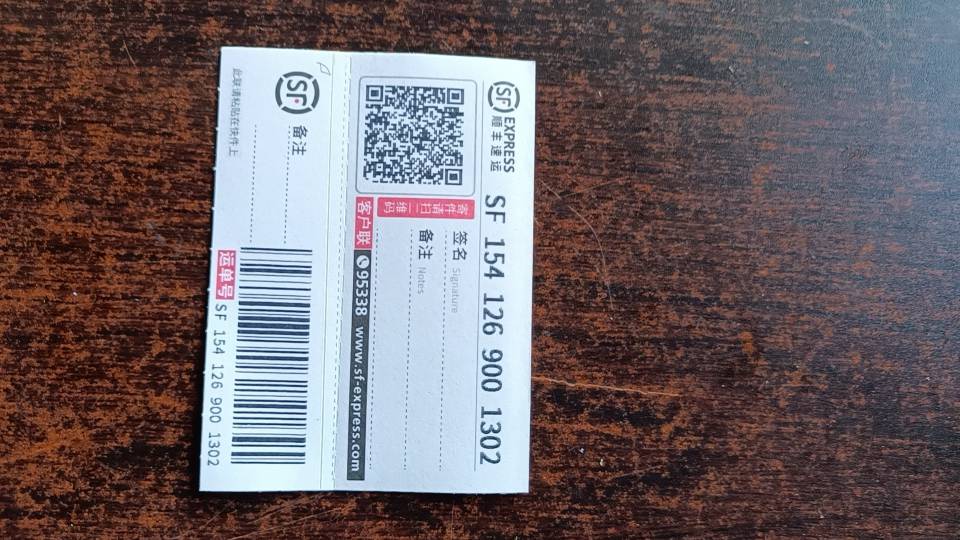 SF EXPRESS
顺丰速运
SF 154 126 900 1302
寄件请扫二维码
签名 Signature
备注 Notes
客户联
95338 www.sf-express.com
SF
备注
此联请粘贴在快件上
运单号 SF 154 126 900 1302